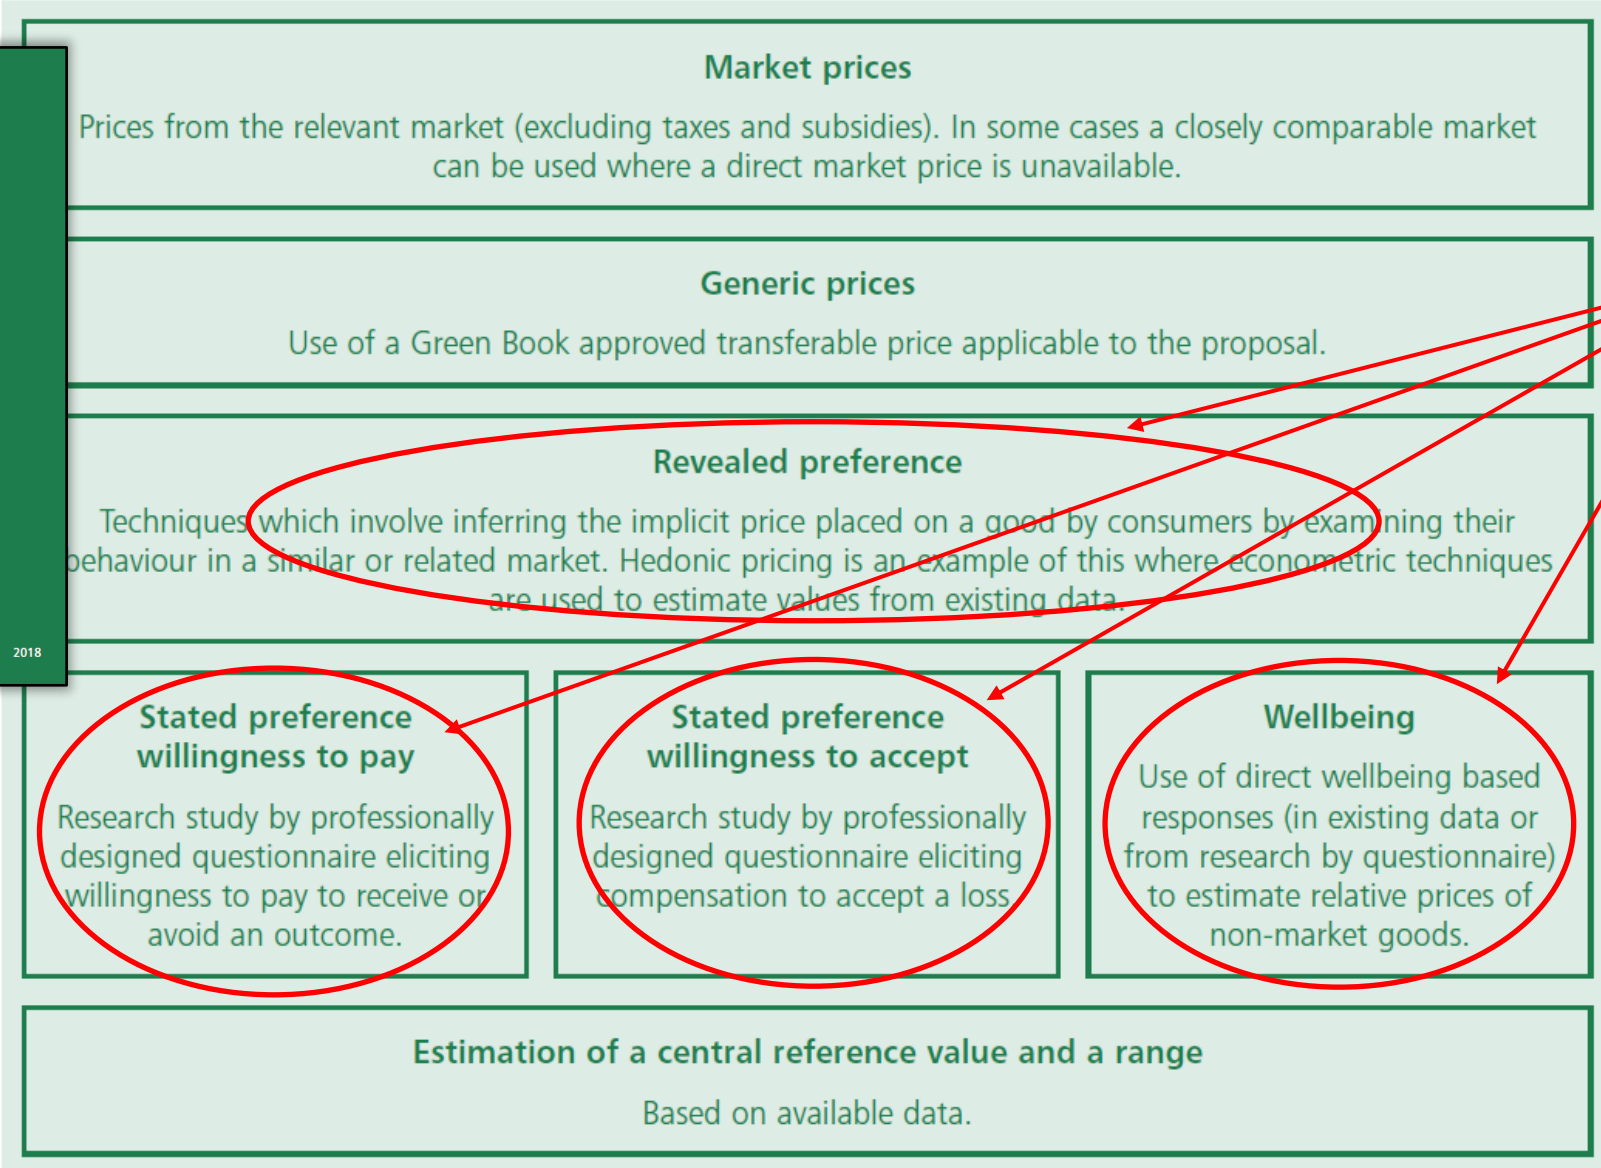 Market prices
Prices from the relevant market (excluding taxes and subsidies). In some cases a closely comparable market
can be used where a direct market price is unavailable.
Generic prices
Use of a Green Book approved transferable price applicable to the proposal.
Revealed preference
Techniques which involve inferring the implicit price placed on a good by consumers by examining their
behaviour in a similar or related market. Hedonic pricing is an example of this where econometric techniques
are used to estimate values from existing data.
2018
Stated preference
willingness to pay
Research study by professionally
designed questionnaire eliciting
willingness to pay to receive or
avoid an outcome.
Stated preference
willingness to accept
Research study by professionally
designed questionnaire eliciting
compensation to accept a loss.
Wellbeing
Use of direct wellbeing based
responses (in existing data or
from research by questionnaire)
to estimate relative prices of
non-market goods.
Estimation of a central reference value and a range
Based on available data.